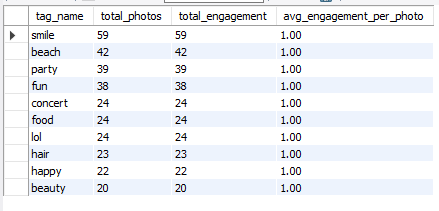 tag_name total_photos total_engagement avg_engagement_per_photo
smile 59 59 1.00
beach 42 42 1.00
party 39 39 1.00
fun 38 38 1.00
concert 24 24 1.00
food 24 24 1.00
lol 24 24 1.00
hair 23 23 1.00
happy 22 22 1.00
beauty 20 20 1.00